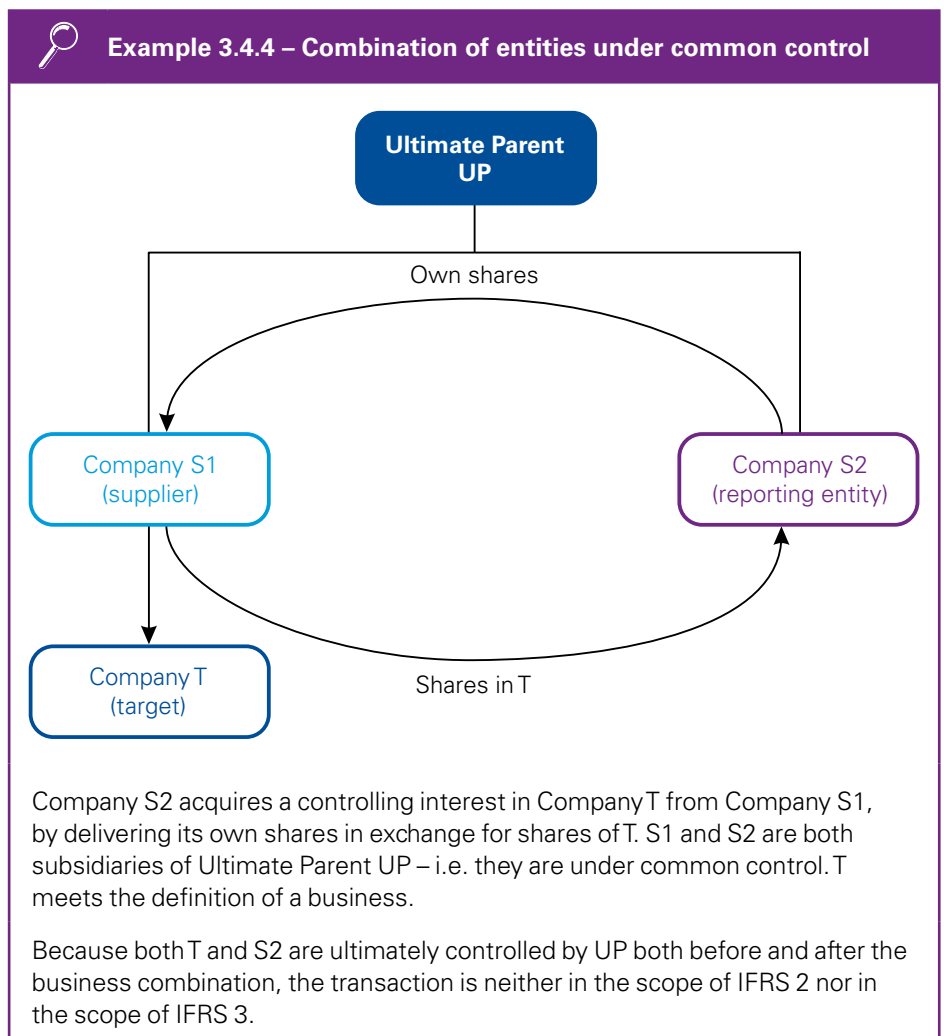 Example 3.4.4 – Combination of entities under common control
Ultimate Parent
UP
Own shares
Company S1
(supplier)
Company S2
(reporting entity)
Company T
(target)
Shares in T
Company S2 acquires a controlling interest in Company T from Company S1,
by delivering its own shares in exchange for shares of T. S1 and S2 are both
subsidiaries of Ultimate Parent UP – i.e. they are under common control. T
meets the definition of a business.
Because both T and S2 are ultimately controlled by UP both before and after the
business combination, the transaction is neither in the scope of IFRS 2 nor in
the scope of IFRS 3.